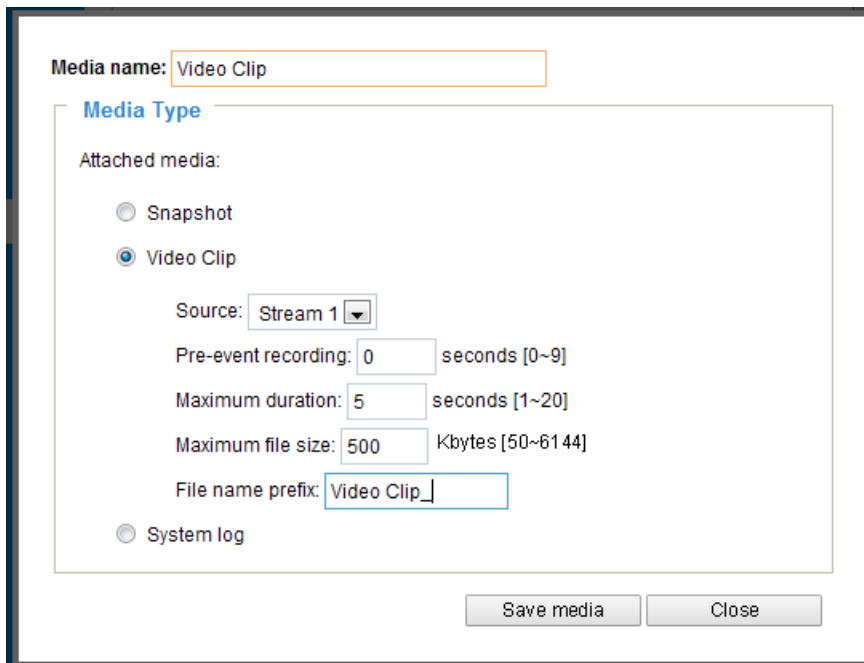 Media name: Video Clip
Media Type
Attached media:
Snapshot
Video Clip
Source: Stream 1
Pre-event recording: 0 seconds [0~9]
Maximum duration: 5 seconds [1~20]
Maximum file size: 500 Kbytes [50~6144]
File name prefix: Video Clip_
System log
Save media Close